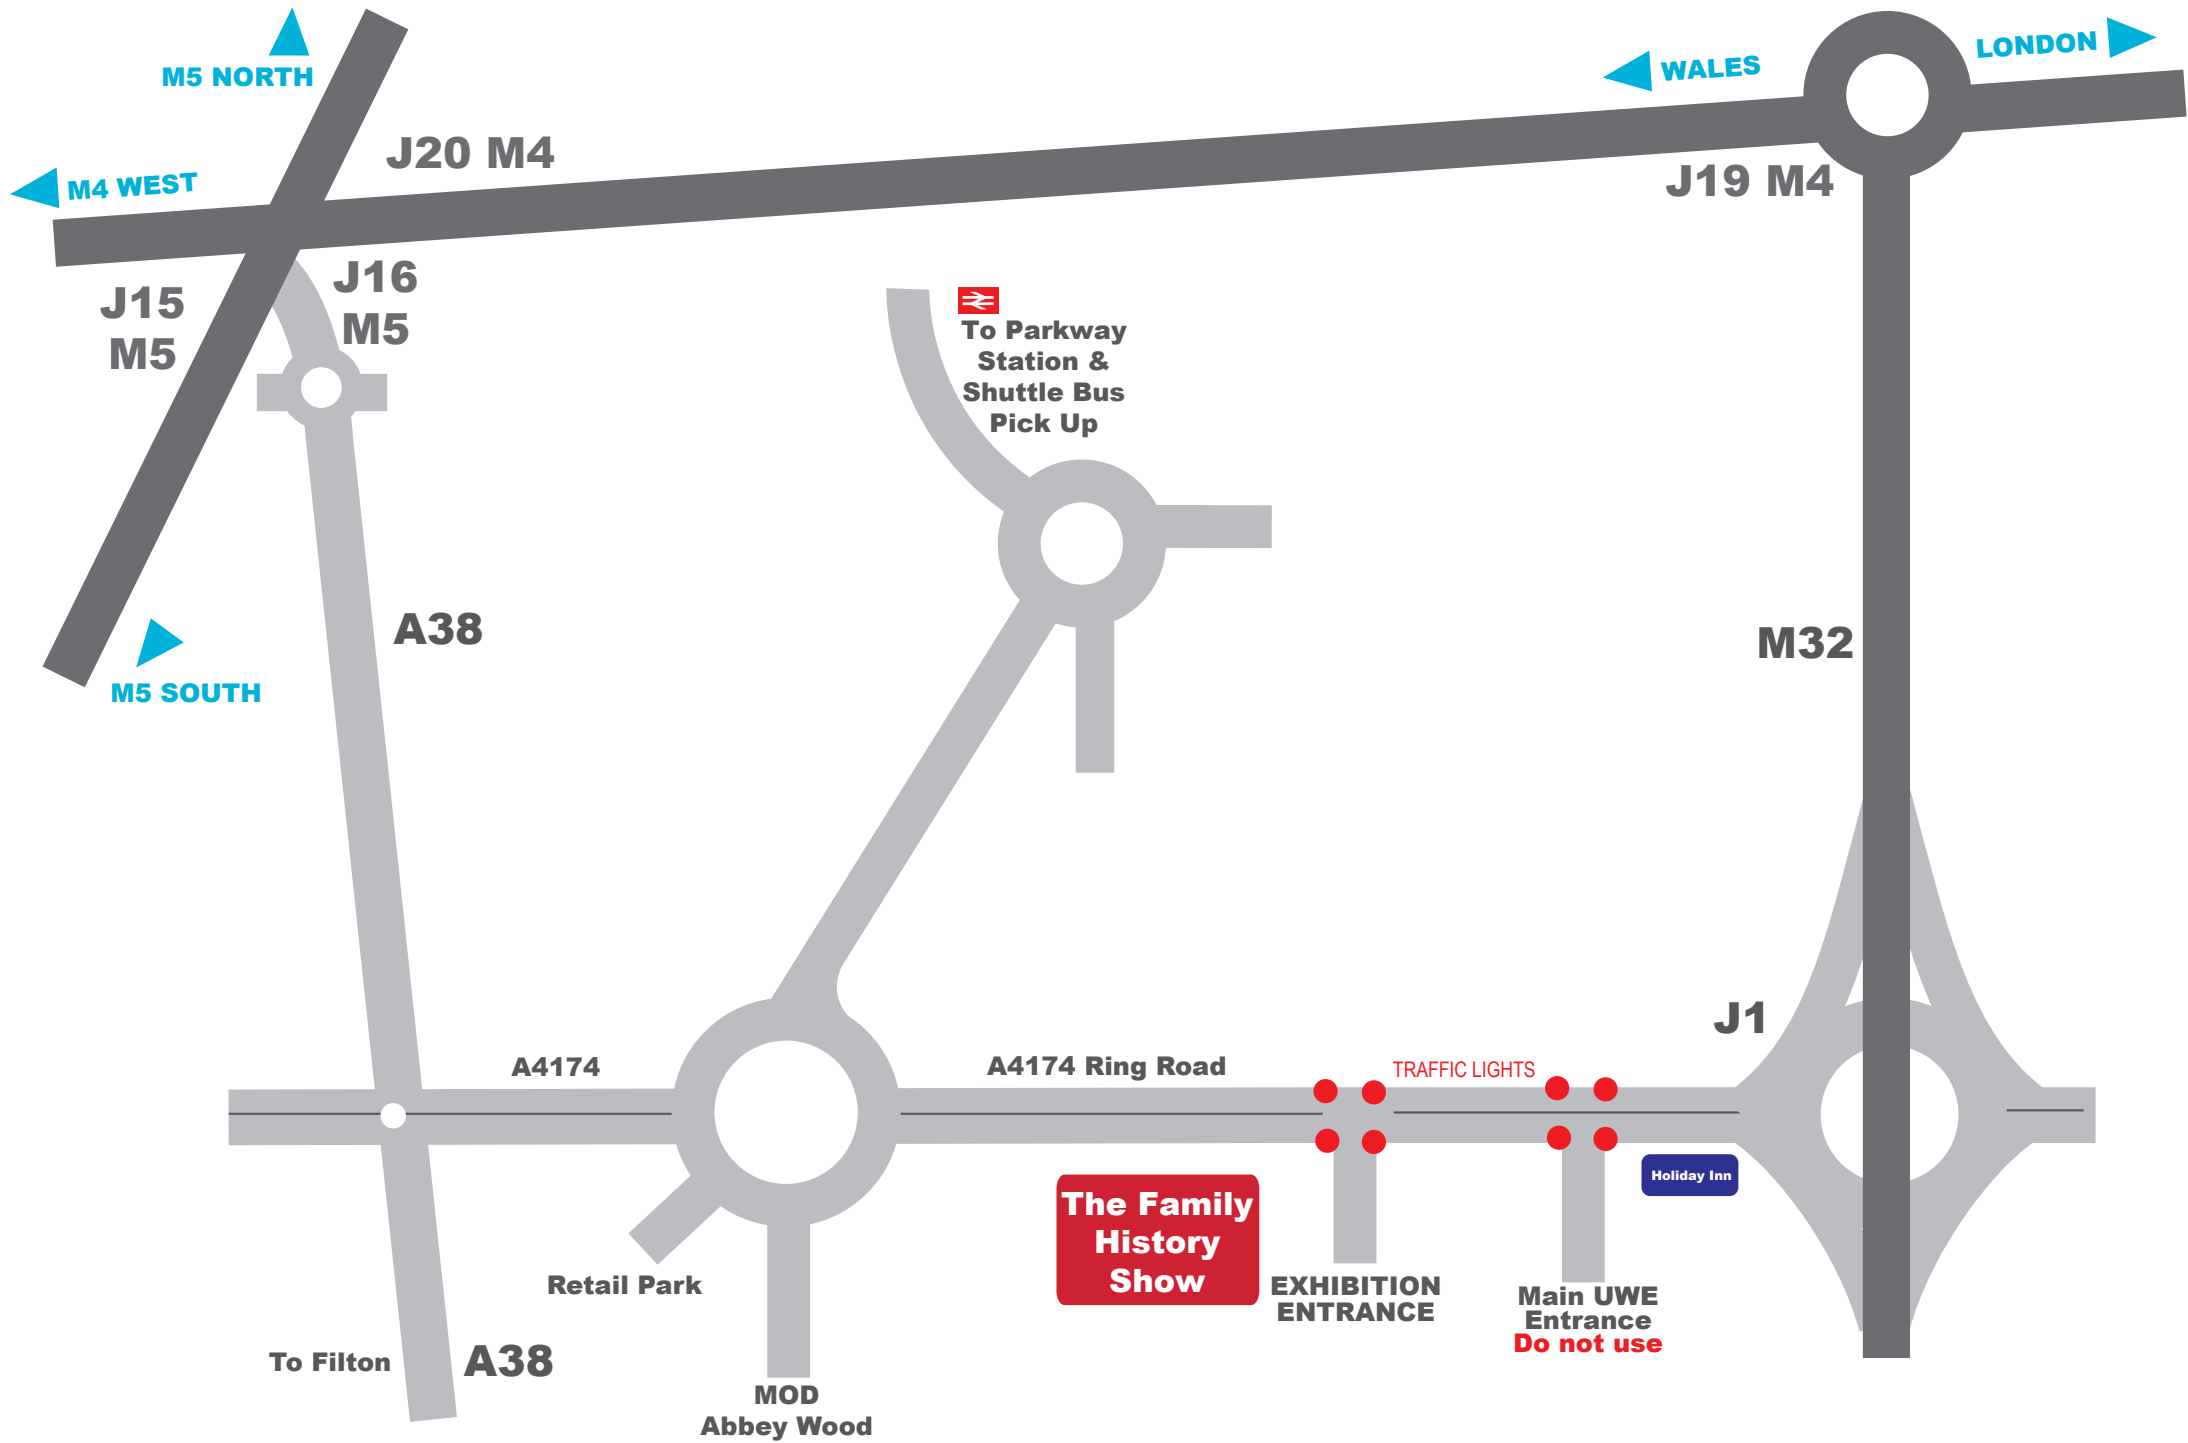 M5 NORTH
WALES
LONDON
J20 M4
M4 WEST
J19 M4
J16
M5
J15
M5
To Parkway
Station &
Shuttle Bus
Pick Up
A38
M32
M5 SOUTH
J1
A4174
A4174 Ring Road
TRAFFIC LIGHTS
Holiday Inn
The Family
History
Show
Retail Park
EXHIBITION
ENTRANCE
Main UWE
Entrance
Do not use
To Filton
A38
MOD
Abbey Wood